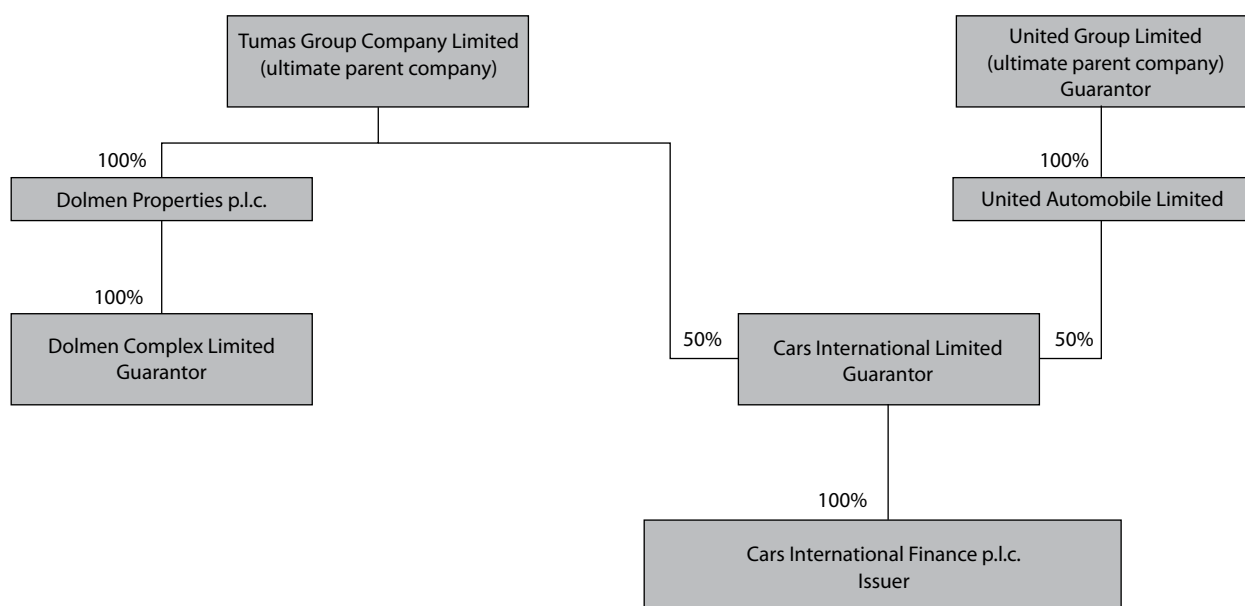 Tumas Group Company Limited
(ultimate parent company)
United Group Limited
(ultimate parent company)
Guarantor
100%
100%
Dolmen Properties p.l.c.
United Automobile Limited
100%
Dolmen Complex Limited
Guarantor
50%
Cars International Limited
Guarantor
50%
100%
Cars International Finance p.l.c.
Issuer